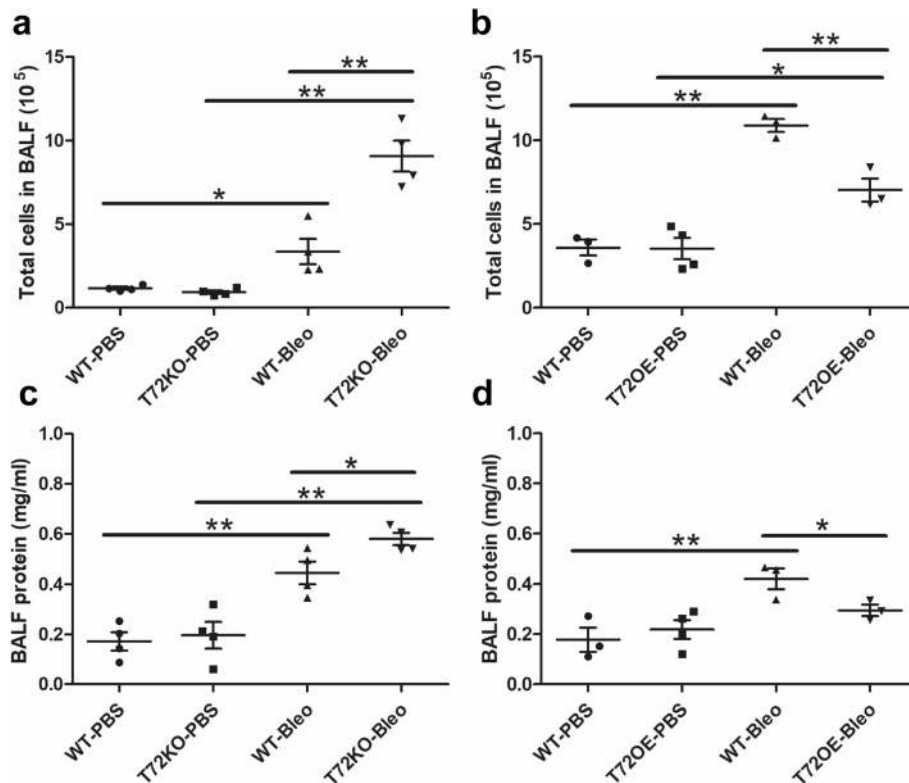 a
Total cells in BALF (10 5)
15
10
5
0
**
**
*
WT-PBS
T72KO-PBS
WT-Bleo
T72KO-Bleo
b
Total cells in BALF (10⁵)
15
10
5
0
**
*
**
WT-PBS
T72OE-PBS
WT-Bleo
T72OE-Bleo
c
BALF protein (mg/ml)
1.0
0.8
0.6
0.4
0.2
0.0
*
**
**
WT-PBS
T72KO-PBS
WT-Bleo
T72KO-Bleo
d
BALF protein (mg/ml)
1.0
0.8
0.6
0.4
0.2
0.0
**
*
WT-PBS
T72OE-PBS
WT-Bleo
T72OE-Bleo